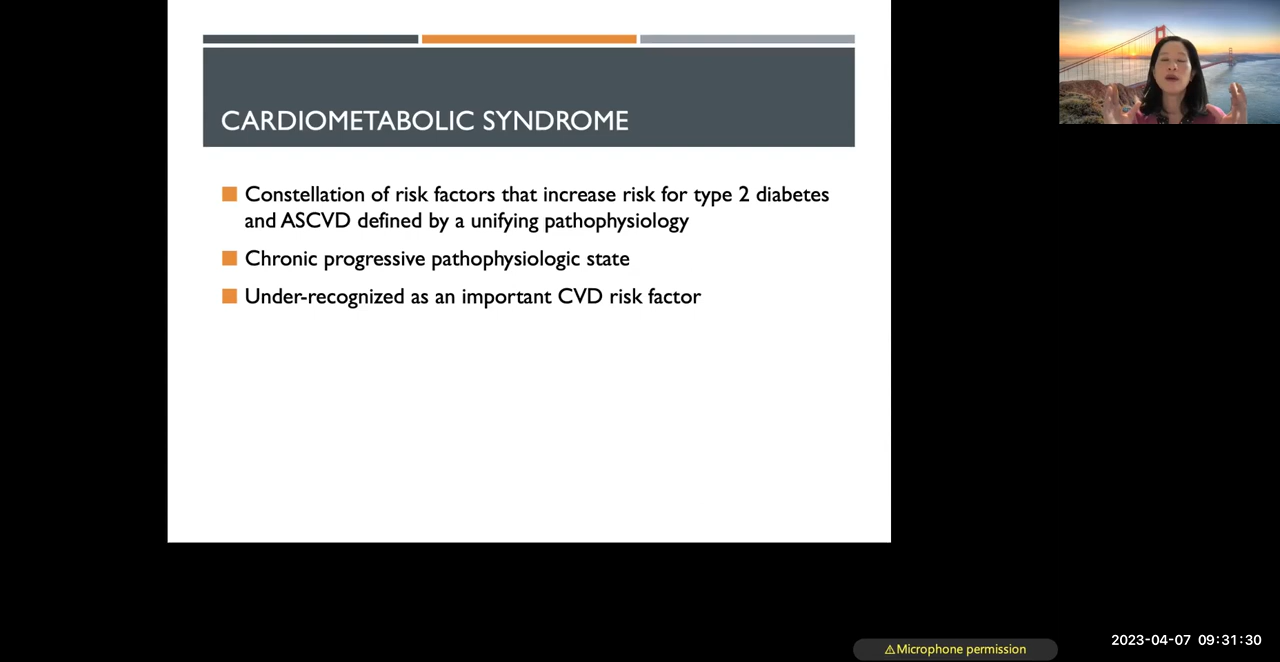 CARDIOMETABOLIC SYNDROME
Constellation of risk factors that increase risk for type 2 diabetes
and ASCVD defined by a unifying pathophysiology
Chronic progressive pathophysiologic state
Under-recognized as an important CVD risk factor
⚠Microphone permission
2023-04-07 09:31:30